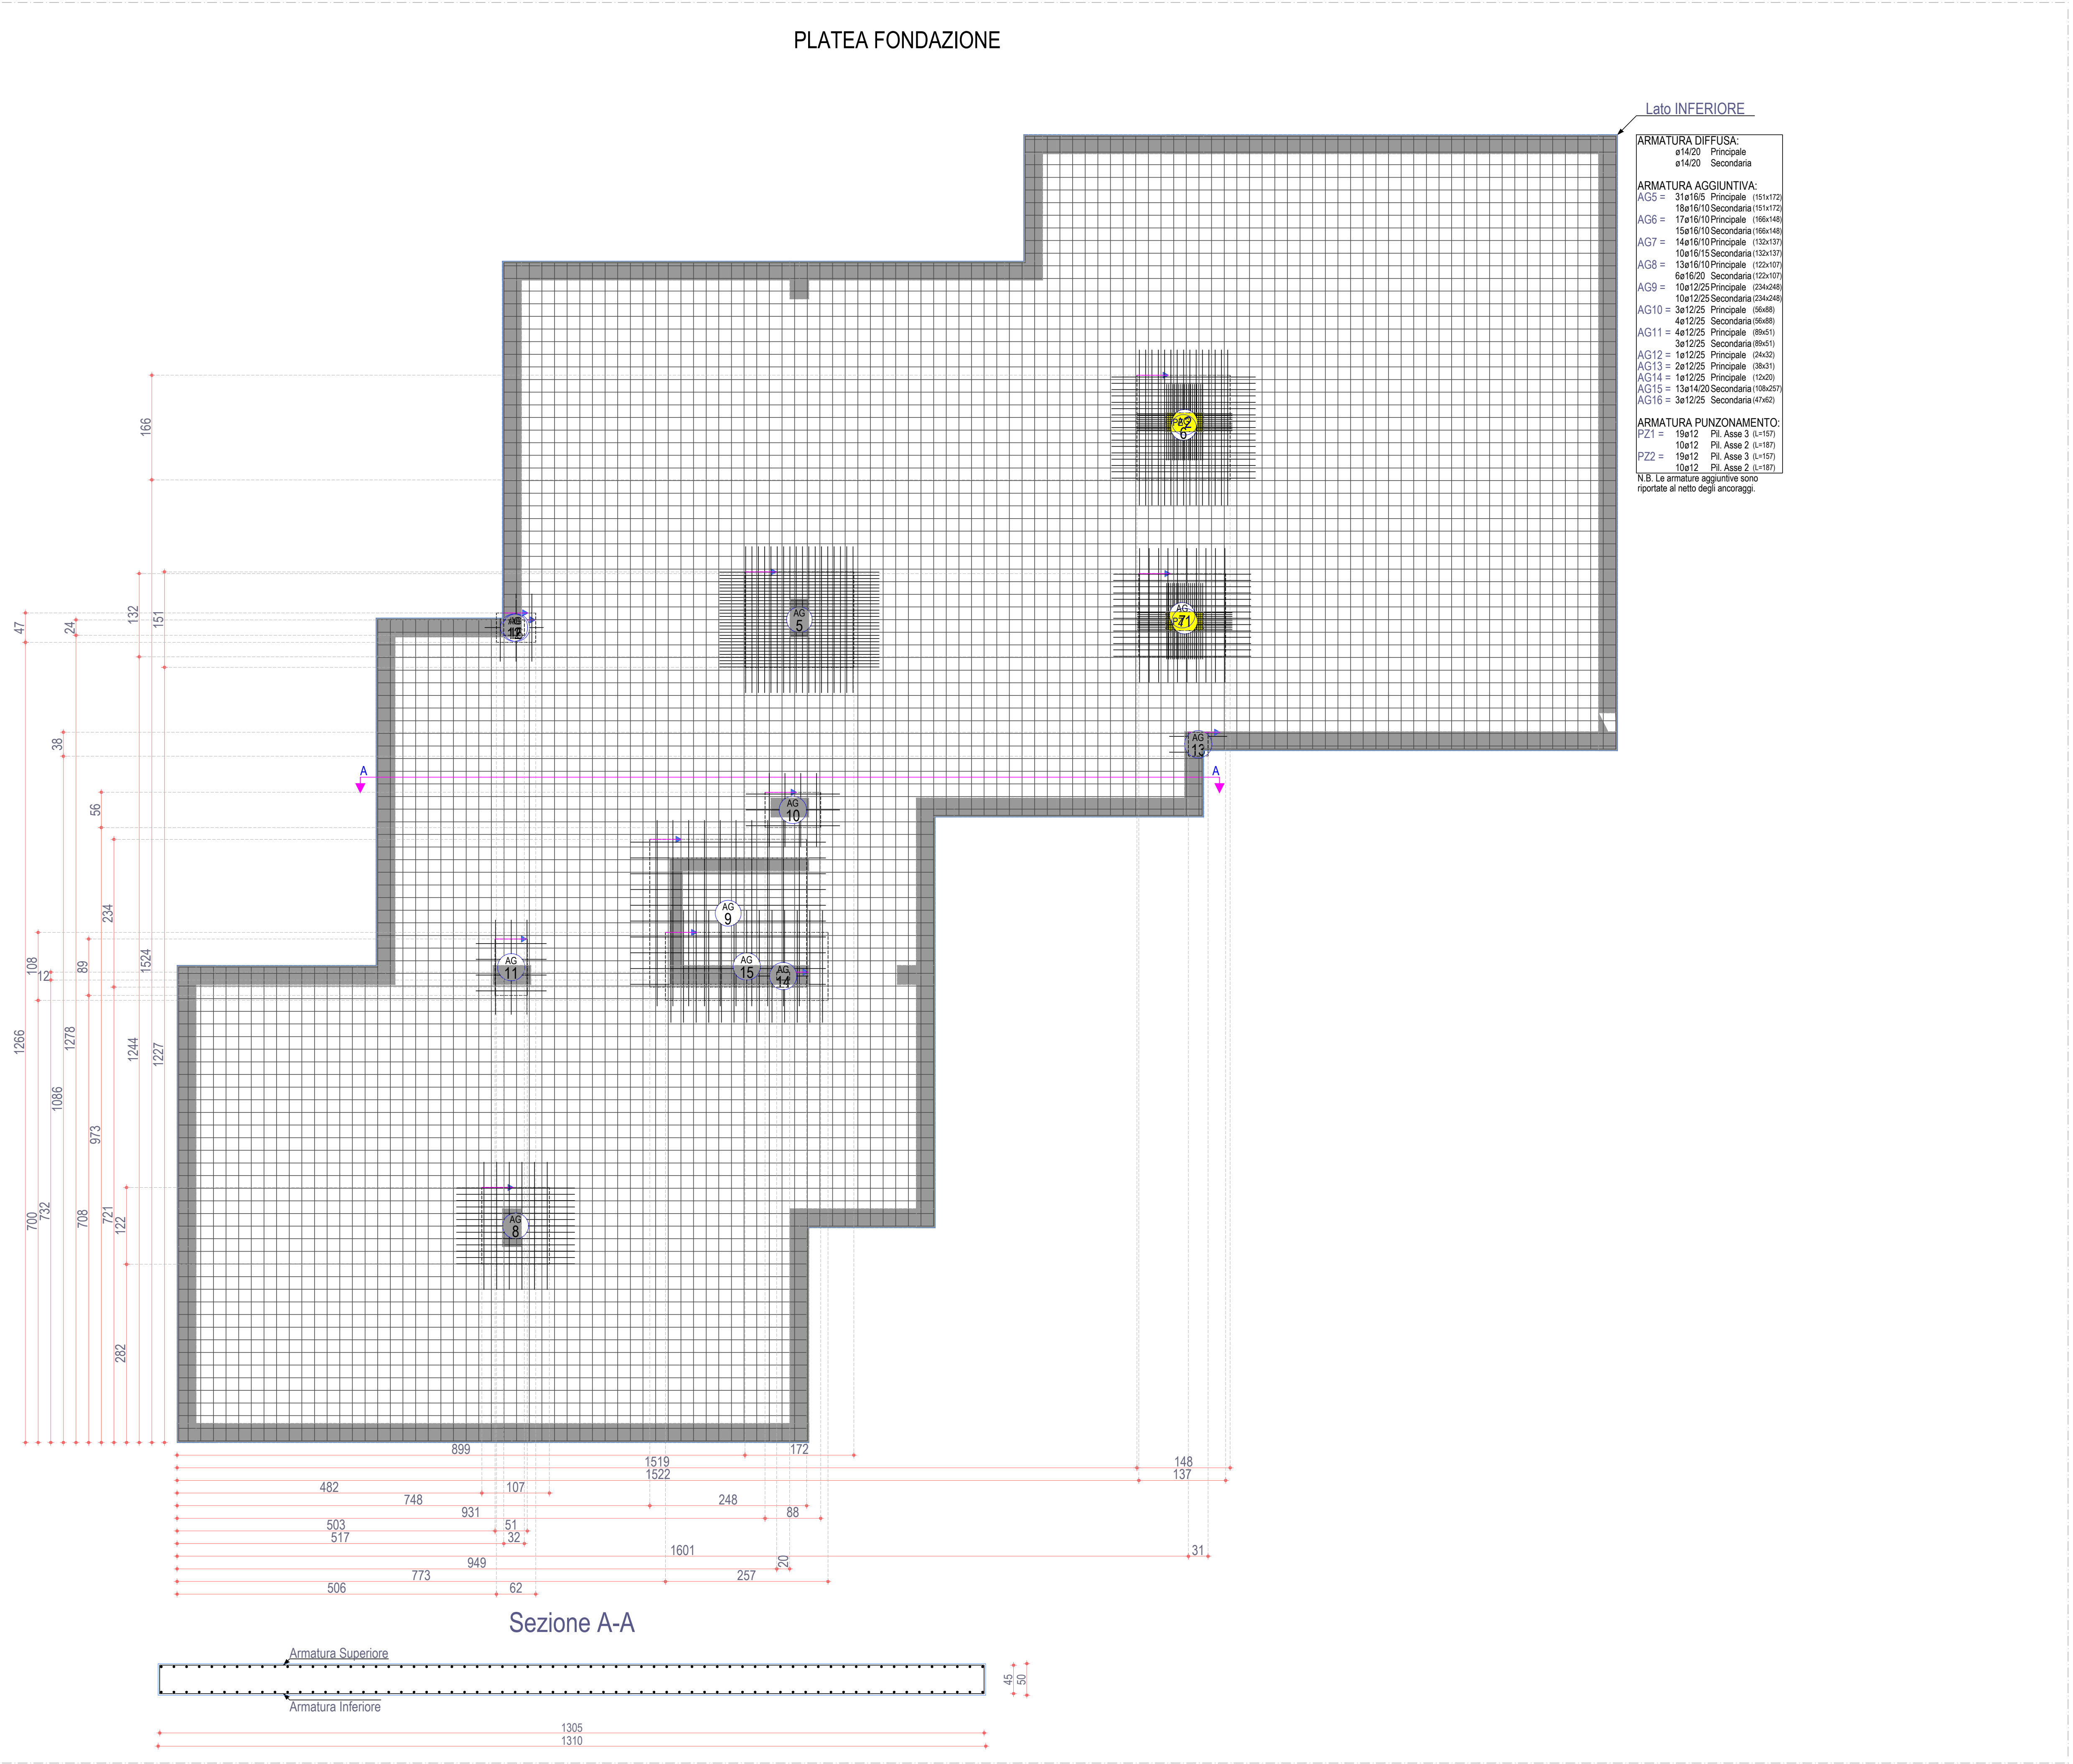 PLATEA FONDAZIONE
Lato INFERIORE
ARMATURA DIFFUSA:
ø14/20 Principale
ø14/20 Secondaria
ARMATURA AGGIUNTIVA:
AG5 = 31ø16/5 Principale (151x172)
18ø16/10 Secondaria (151x172)
AG6 = 17ø16/10 Principale (166x148)
15ø16/10 Secondaria (166x148)
AG7 = 14ø16/10 Principale (132x137)
10ø16/15 Secondaria (132x137)
AG8 = 13ø16/10 Principale (122x107)
6ø16/20 Secondaria (122x107)
AG9 = 10ø12/25 Principale (234x248)
10ø12/25 Secondaria (234x248)
AG10 = 3ø12/25 Principale (56x88)
4ø12/25 Secondaria (56x88)
AG11 = 4ø12/25 Principale (89x51)
3ø12/25 Secondaria (89x51)
AG12 = 1ø12/25 Principale (24x32)
AG13 = 2ø12/25 Principale (38x31)
AG14 = 1ø12/25 Principale (12x20)
AG15 = 13ø14/20 Secondaria (108x257)
AG16 = 3ø12/25 Secondaria (47x62)
ARMATURA PUNZONAMENTO:
PZ1 = 19ø12 Pil. Asse 3 (L=157)
10ø12 Pil. Asse 2 (L=187)
PZ2 = 19ø12 Pil. Asse 3 (L=157)
10ø12 Pil. Asse 2 (L=187)
N.B. Le armature aggiuntive sono
riportate al netto degli ancoraggi.
166
6
132
151
47
24
AG
5
AG
71
38
AG
13
A
A
56
AG
10
234
AG
9
108
12
89
1524
AG
11
AG
15
AG
14
1266
1278
1244
1227
1086
973
700
732
708
721
122
AG
8
282
899
172
1519
148
1522
137
482
107
748
248
931
88
503
51
517
32
1601
31
949
20
773
257
506
62
Sezione A-A
Armatura Superiore
45
50
Armatura Inferiore
1305
1310